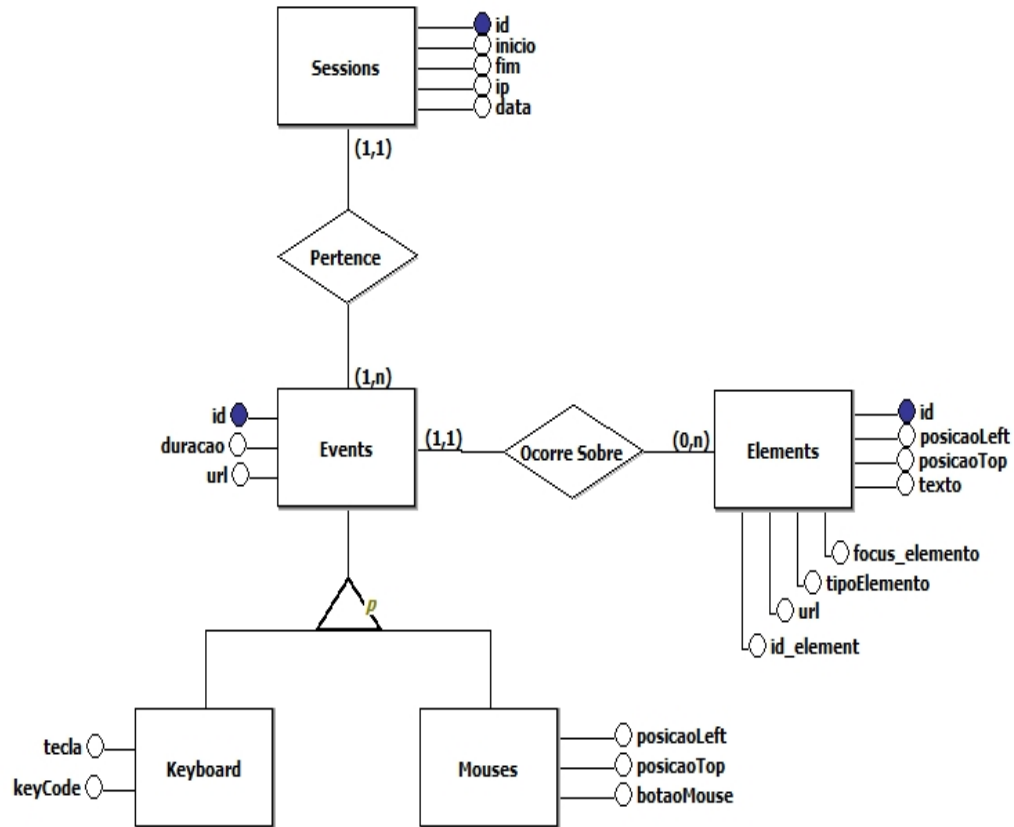 Sessions
id
inicio
fim
ip
data
(1,1)
Pertence
(1,n)
id
duracao
url
Events
(1,1)
Ocorre Sobre
(0,n)
Elements
id
posicaoLeft
posicaoTop
texto
focus_elemento
tipoElemento
url
id_element
p
tecla
keyCode
Keyboard
Mouses
posicaoLeft
posicaoTop
botaoMouse